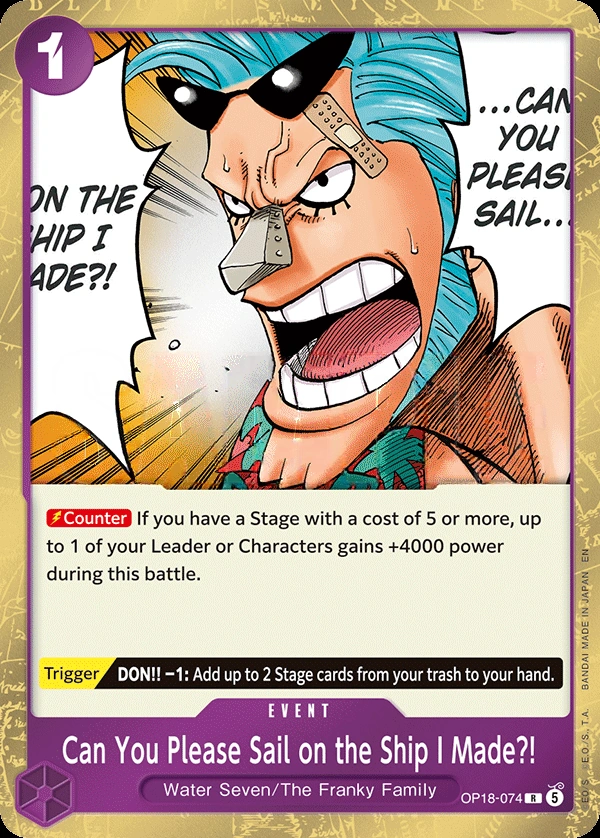 1
...CAN
YOU
PLEAS
SAIL...
ON THE
HIP I
ADE?!
Counter If you have a Stage with a cost of 5 or more, up
to 1 of your Leader or Characters gains +4000 power
during this battle.
Trigger DON!! −1: Add up to 2 Stage cards from your trash to your hand.
EVENT
Can You Please Sail on the Ship I Made?!
Water Seven/The Franky Family
OP18-074 R 5
©E.O./S., T.A. BANDAI MADE IN JAPAN EN